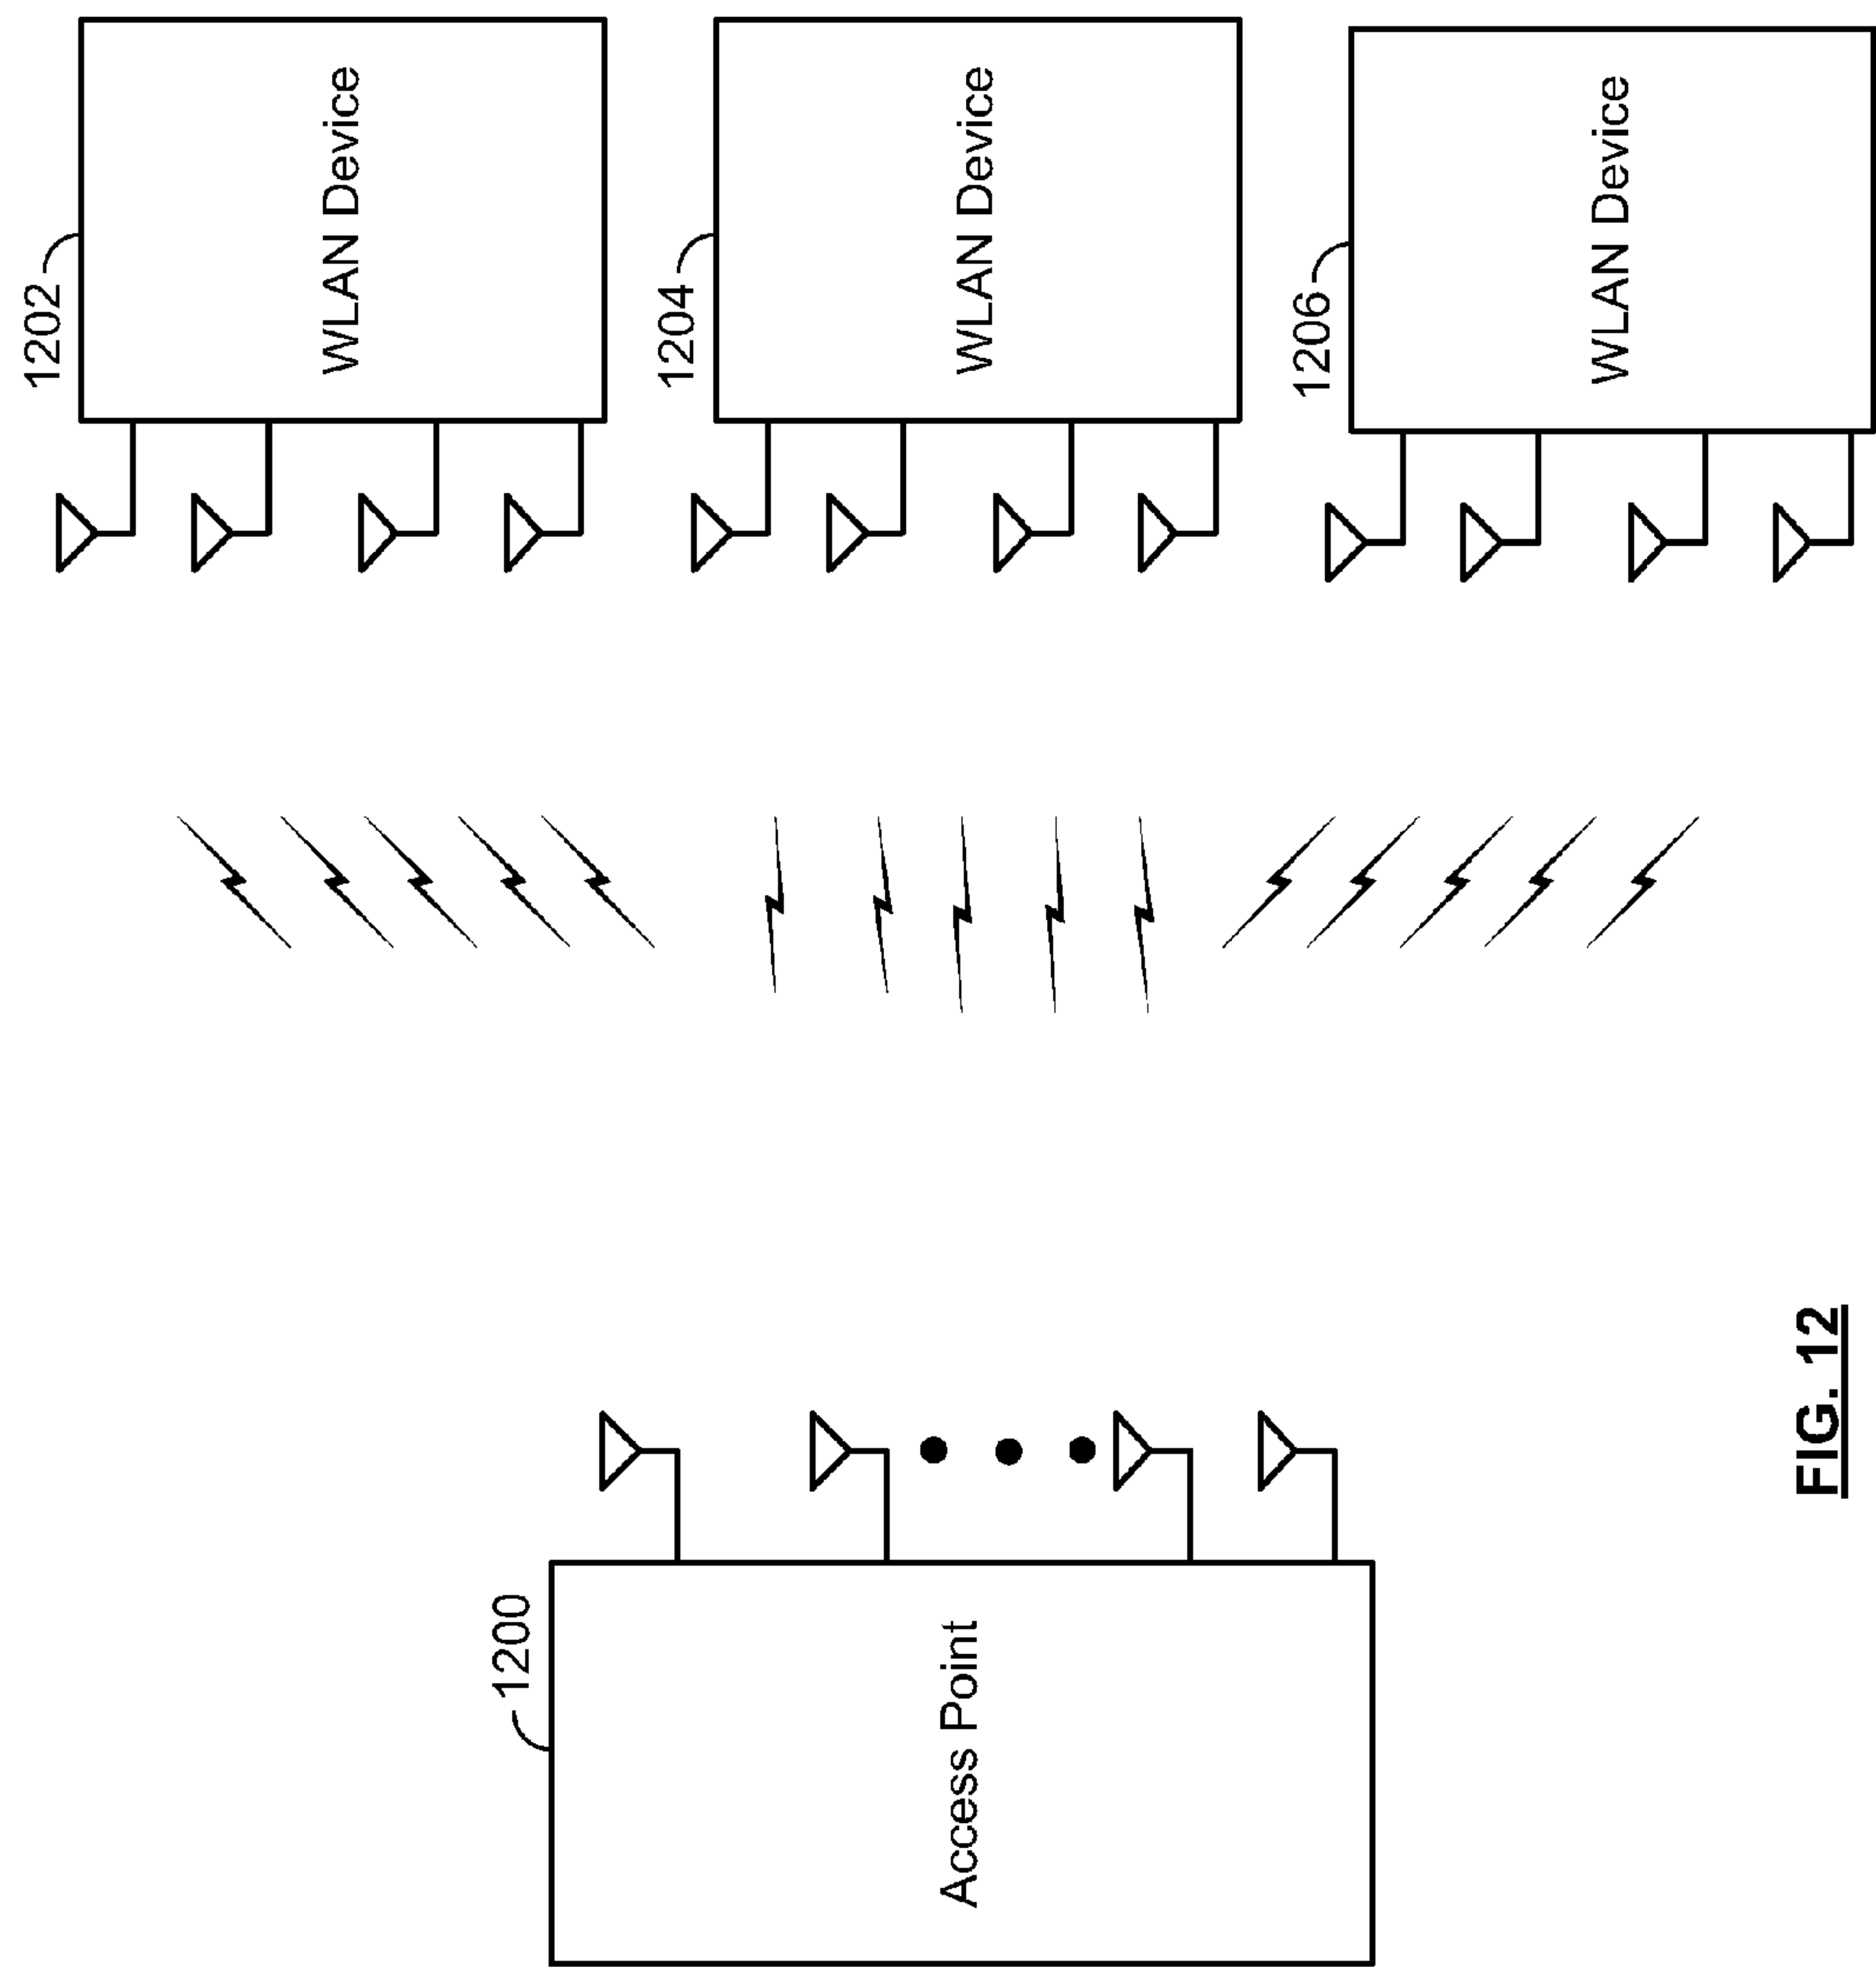 1202
WLAN Device
1204
WLAN Device
1206
WLAN Device
1200
Access Point
FIG. 12